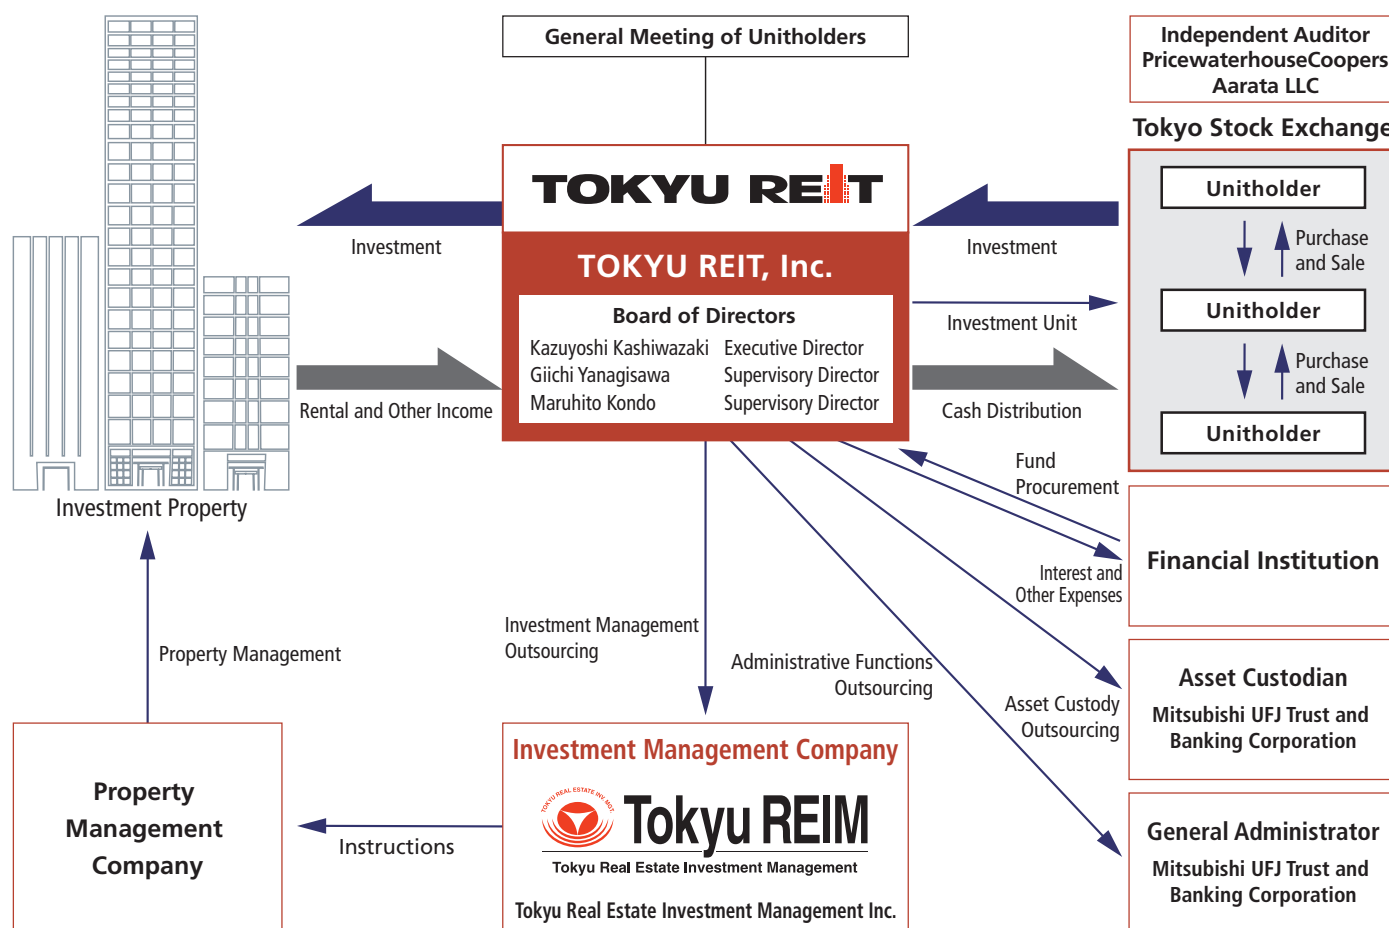 General Meeting of Unitholders
Independent Auditor
PricewaterhouseCoopers
Aarata LLC
Tokyo Stock Exchange
TOKYU REIT
TOKYU REIT, Inc.
Board of Directors
Kazuyoshi Kashiwazaki Executive Director
Giichi Yanagisawa Supervisory Director
Maruhito Kondo Supervisory Director
Investment
Rental and Other Income
Investment Property
Investment
Investment Unit
Cash Distribution
Unitholder
Purchase
and Sale
Unitholder
Purchase
and Sale
Unitholder
Fund
Procurement
Interest and
Other Expenses
Financial Institution
Property Management
Investment Management
Outsourcing
Administrative Functions
Outsourcing
Asset Custody
Outsourcing
Asset Custodian
Mitsubishi UFJ Trust and
Banking Corporation
General Administrator
Mitsubishi UFJ Trust and
Banking Corporation
Property
Management
Company
Instructions
Investment Management Company
TOKYU REAL ESTATE INV. MGT.
Tokyu REIM
Tokyu Real Estate Investment Management
Tokyu Real Estate Investment Management Inc.